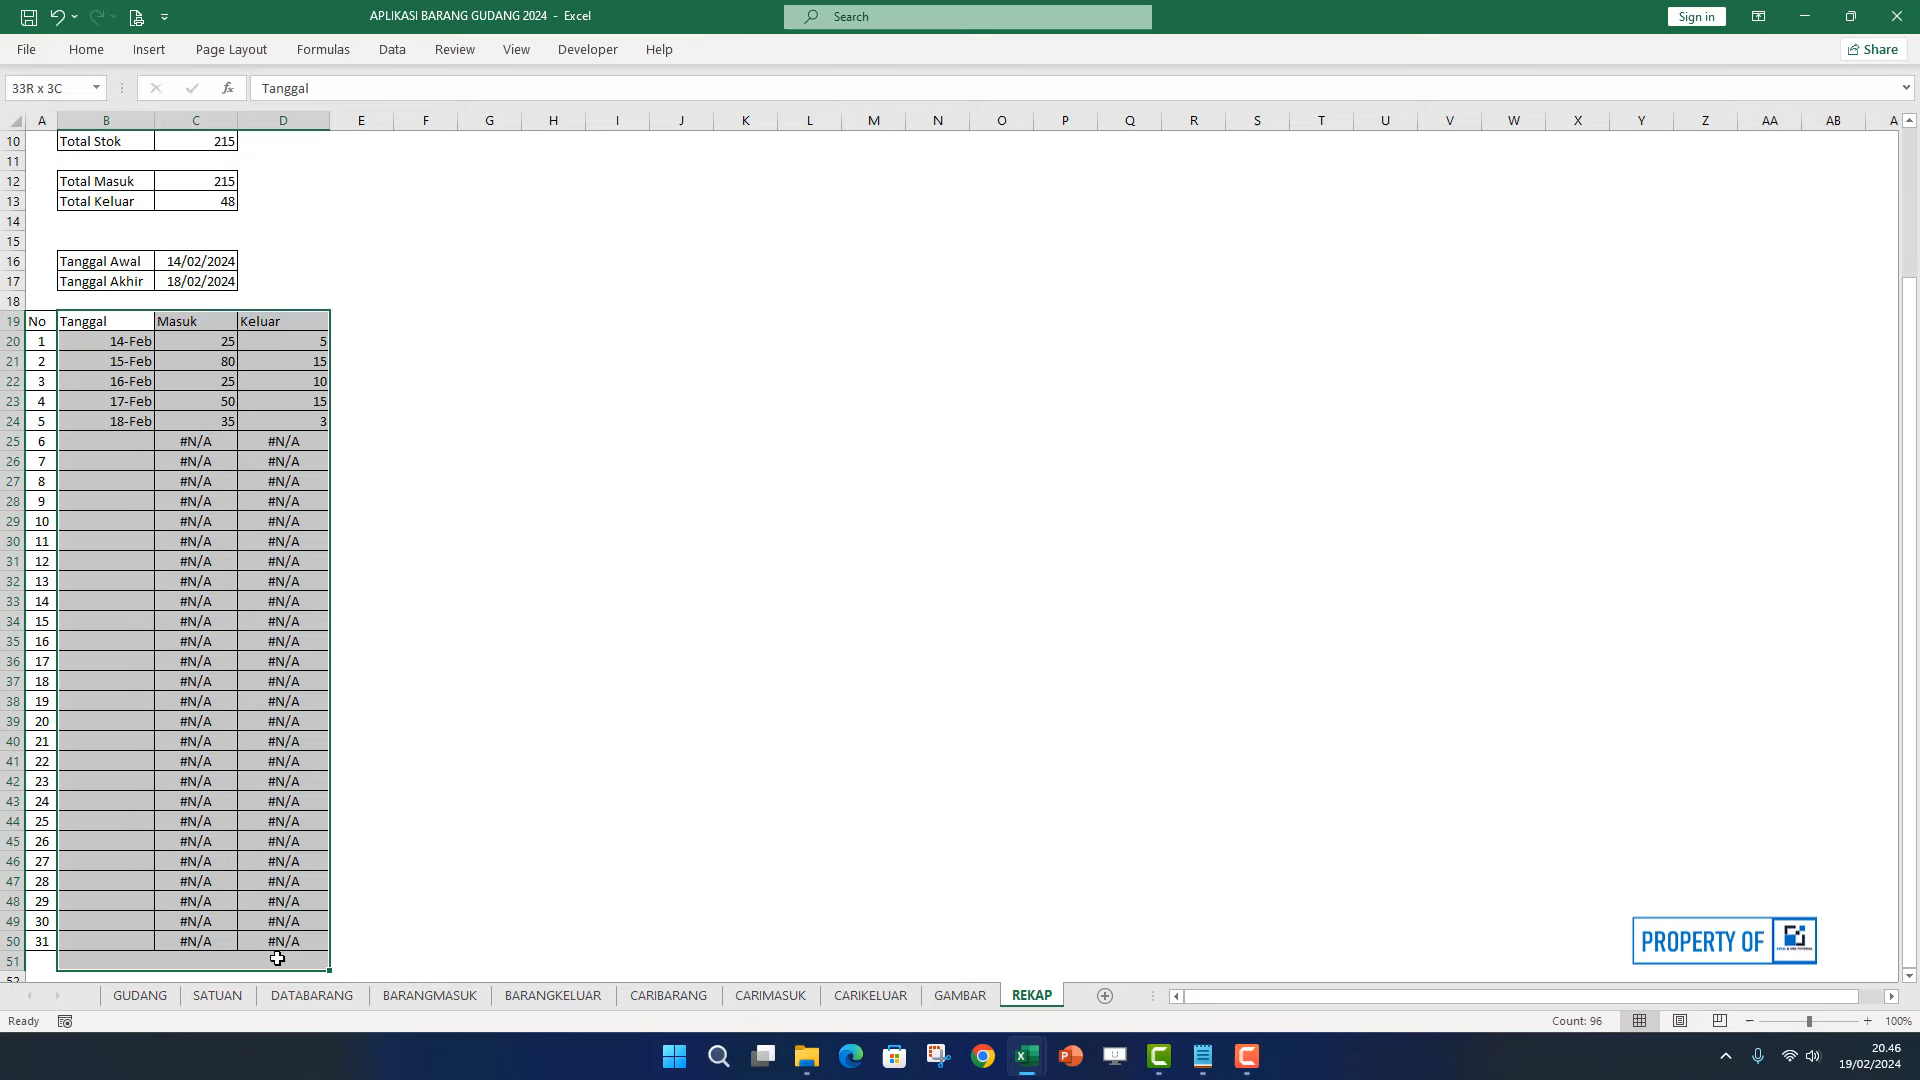 APLIKASI BARANG GUDANG 2024 - Excel
Search
Sign in
File Home Insert Page Layout Formulas Data Review View Developer Help
Share
33R x 3C
fx
Tanggal
A B C D E F G H I J K L M N O P Q R S T U V W X Y Z AA AB A
10 Total Stok 215
11
12 Total Masuk 215
13 Total Keluar 48
14
15
16 Tanggal Awal 14/02/2024
17 Tanggal Akhir 18/02/2024
18
19 No Tanggal Masuk Keluar
20 1 14-Feb 25 5
21 2 15-Feb 80 15
22 3 16-Feb 25 10
23 4 17-Feb 50 15
24 5 18-Feb 35 3
25 6 #N/A #N/A
26 7 #N/A #N/A
27 8 #N/A #N/A
28 9 #N/A #N/A
29 10 #N/A #N/A
30 11 #N/A #N/A
31 12 #N/A #N/A
32 13 #N/A #N/A
33 14 #N/A #N/A
34 15 #N/A #N/A
35 16 #N/A #N/A
36 17 #N/A #N/A
37 18 #N/A #N/A
38 19 #N/A #N/A
39 20 #N/A #N/A
40 21 #N/A #N/A
41 22 #N/A #N/A
42 23 #N/A #N/A
43 24 #N/A #N/A
44 25 #N/A #N/A
45 26 #N/A #N/A
46 27 #N/A #N/A
47 28 #N/A #N/A
48 29 #N/A #N/A
49 30 #N/A #N/A
50 31 #N/A #N/A
51
52
PROPERTY OF
GUDANG SATUAN DATABARANG BARANGMASUK BARANGKELUAR CARIBARANG CARIMASUK CARIKELUAR GAMBAR REKAP
Ready
Count: 96
100%
20.46
19/02/2024